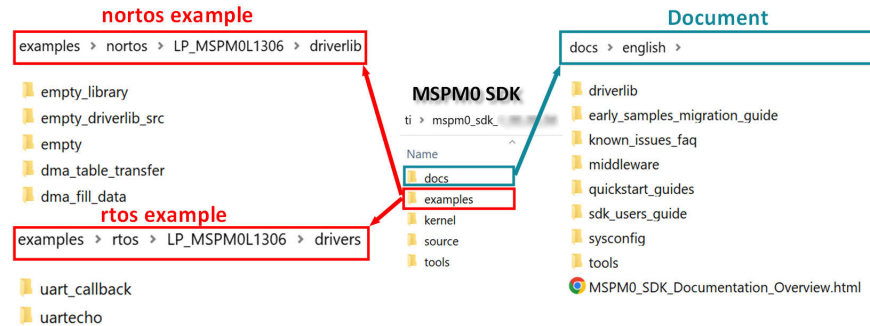 nortos example
examples > nortos > LP_MSPM0L1306 > driverlib
empty_library
empty_driverlib_src
empty
dma_table_transfer
dma_fill_data
rtos example
examples > rtos > LP_MSPM0L1306 > drivers
uart_callback
uartecho
MSPM0 SDK
ti > mspm0_sdk_
Name
docs
examples
kernel
source
tools
Document
docs > english >
driverlib
early_samples_migration_guide
known_issues_faq
middleware
quickstart_guides
sdk_users_guide
sysconfig
tools
MSPM0_SDK_Documentation_Overview.html